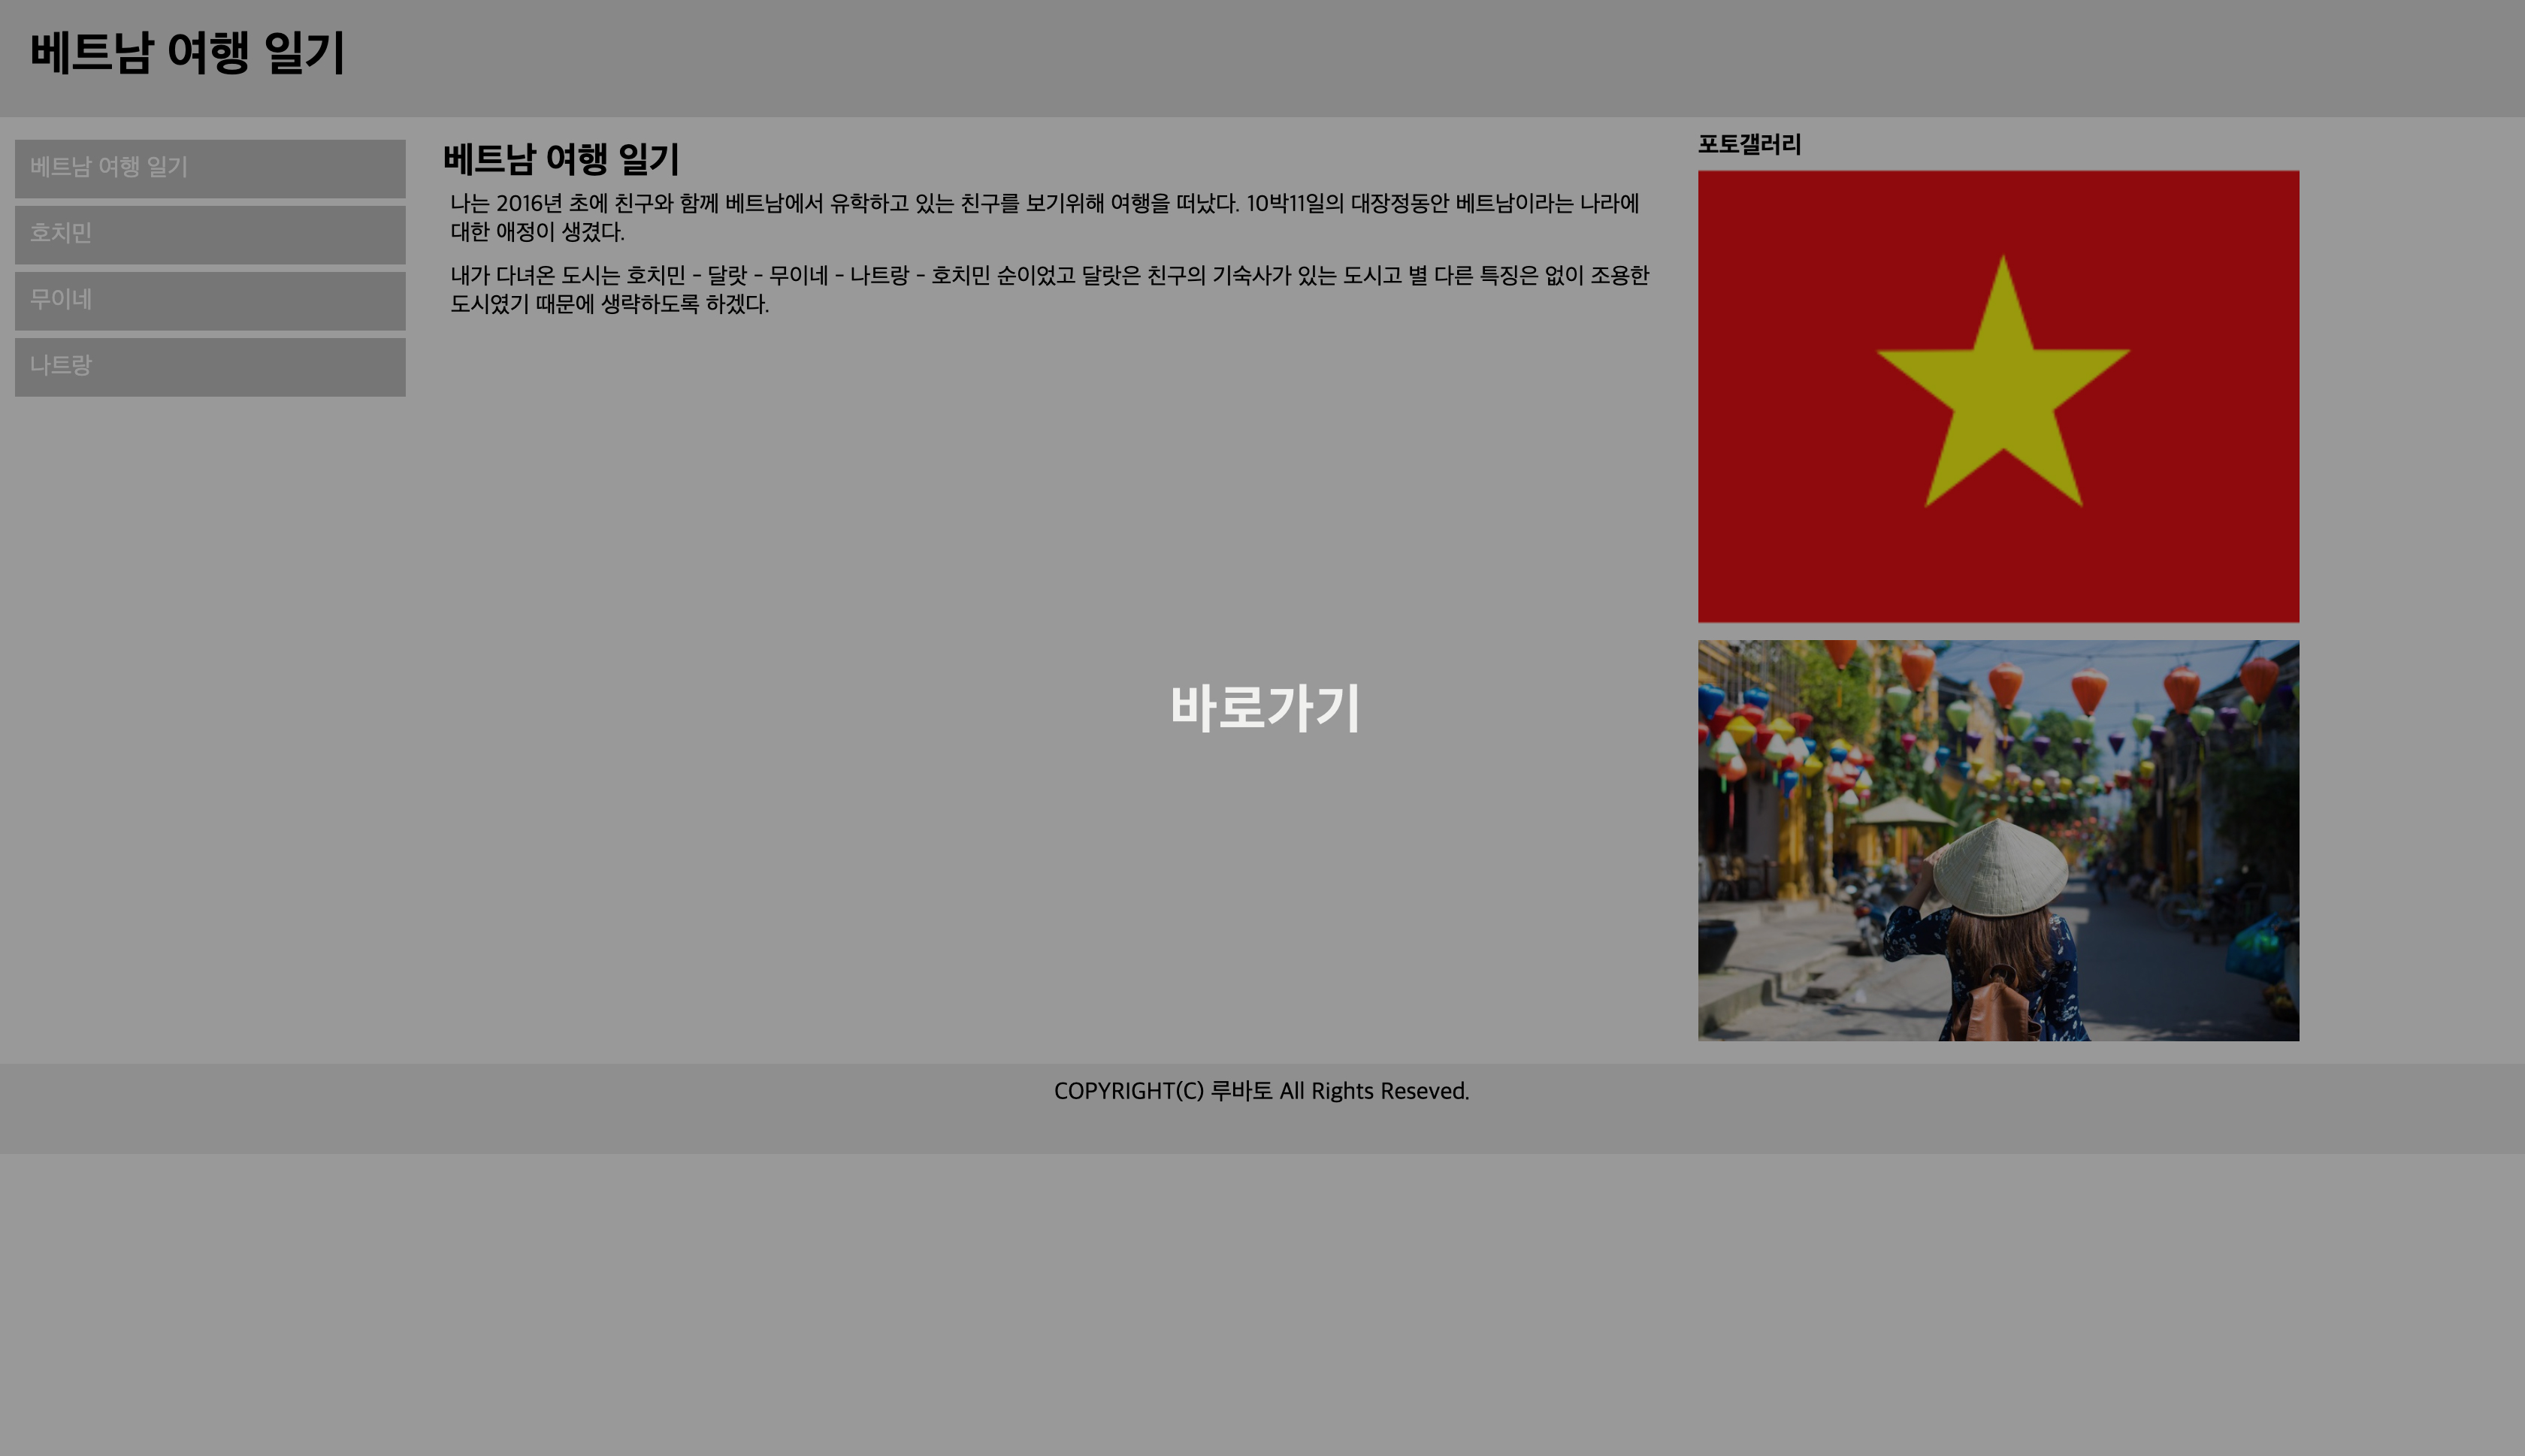 베트남 여행 일기
베트남 여행 일기
호치민
무이네
나트랑
베트남 여행 일기
나는 2016년 초에 친구와 함께 베트남에서 유학하고 있는 친구를 보기위해 여행을 떠났다. 10박11일의 대장정동안 베트남이라는 나라에
대한 애정이 생겼다.
내가 다녀온 도시는 호치민 - 달랏 - 무이네 - 나트랑 - 호치민 순이었고 달랏은 친구의 기숙사가 있는 도시고 별 다른 특징은 없이 조용한
도시였기 때문에 생략하도록 하겠다.
포토갤러리
바로가기
COPYRIGHT(C) 루바토 All Rights Reseved.